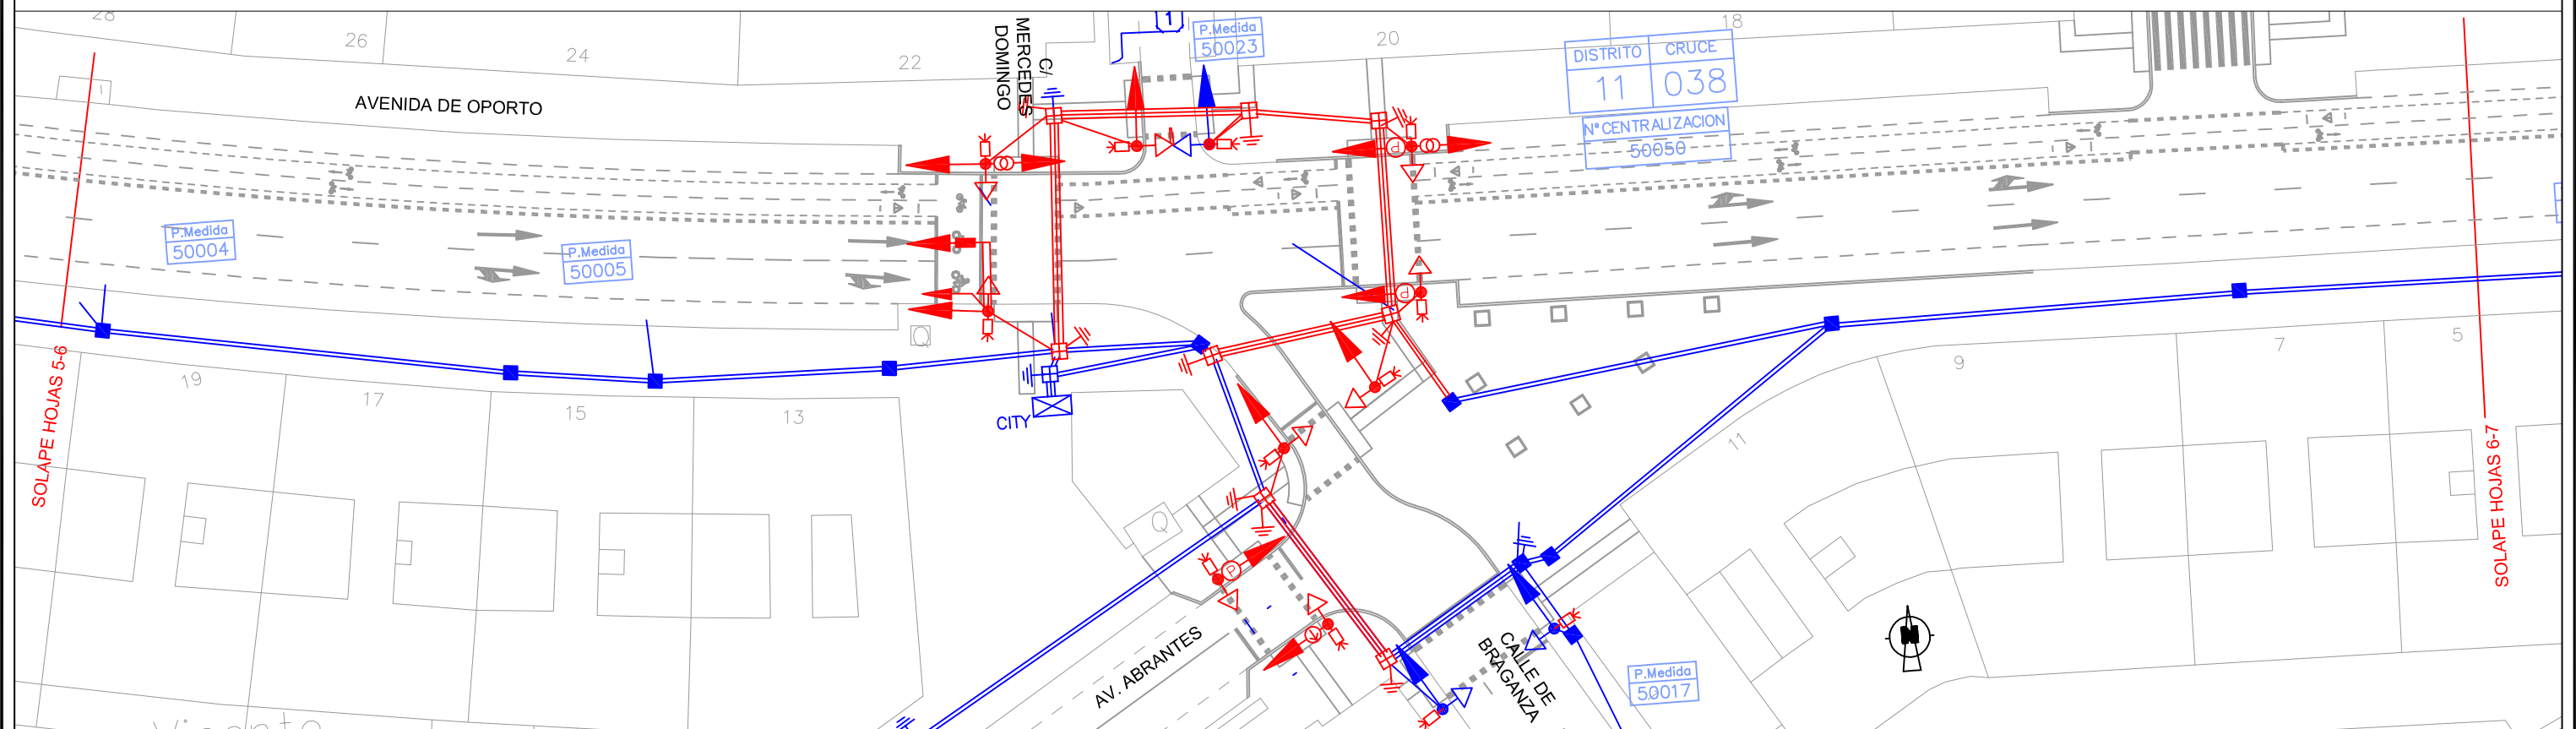 28
26
24
22
20
18
1
P.Medida
50023
DISTRITO
CRUCE
11
038
NºCENTRALIZACION
50050
AVENIDA DE OPORTO
C/
MERCEDES
DOMINGO
P.Medida
50004
P.Medida
50005
P
P
Q
SOLAPE HOJAS 5-6
19
17
15
13
CITY
11
9
7
5
SOLAPE HOJAS 6-7
Q
P
AV. ABRANTES
CALLE DE
BRAGANZA
P.Medida
50017
N